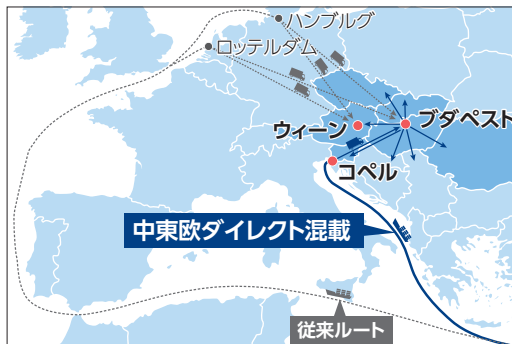 ハンブルグ
ロッテルダム
ウィーン
ブダペスト
コペル
中東欧ダイレクト混載
従来ルート